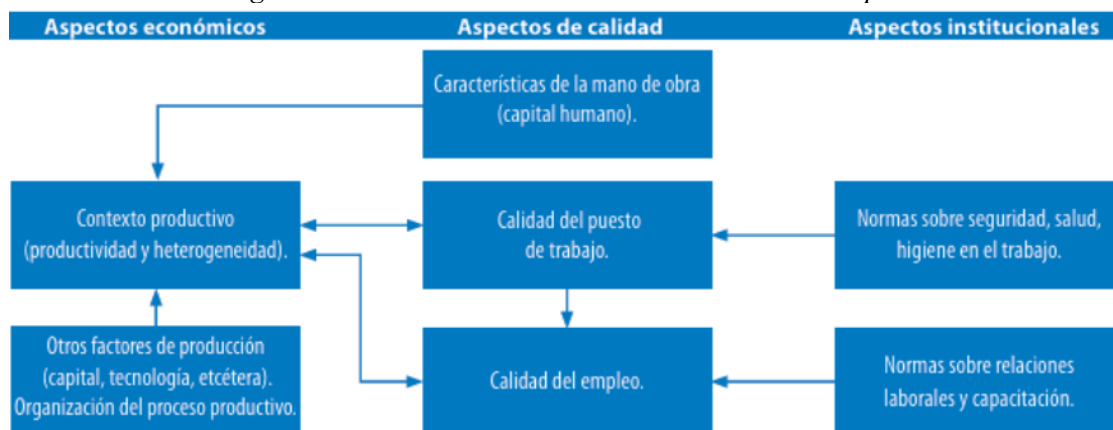 Aspectos económicos
Aspectos de calidad
Aspectos institucionales
Características de la mano de obra
(capital humano).
Contexto productivo
(productividad y heterogeneidad).
Calidad del puesto
de trabajo.
Normas sobre seguridad, salud,
higiene en el trabajo.
Otros factores de producción
(capital, tecnología, etcétera).
Organización del proceso productivo.
Calidad del empleo.
Normas sobre relaciones
laborales y capacitación.